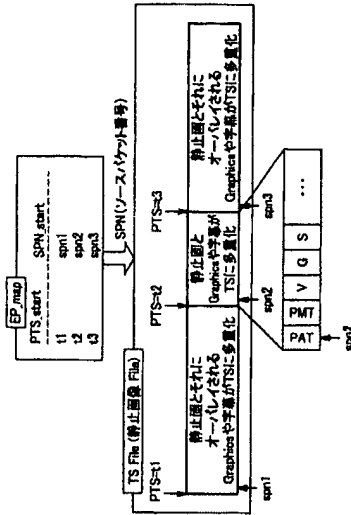 EP_map
PTS_start SPN_start
t1 spn1
t2 spn2
t3 spn3
SPN(ソースパケット番号)
TS File (静止画像 File)
PTS=t1
PTS=t2
PTS=t3
静止画とそれに
オーバレイされる
Graphicsや字幕がTSに多重化
静止画と
Graphicsや字幕が
TSに多重化
静止画とそれに
オーバレイされる
Graphicsや字幕がTSに多重化
spn1
spn2
spn3
PAT PMT V G S …
spn2